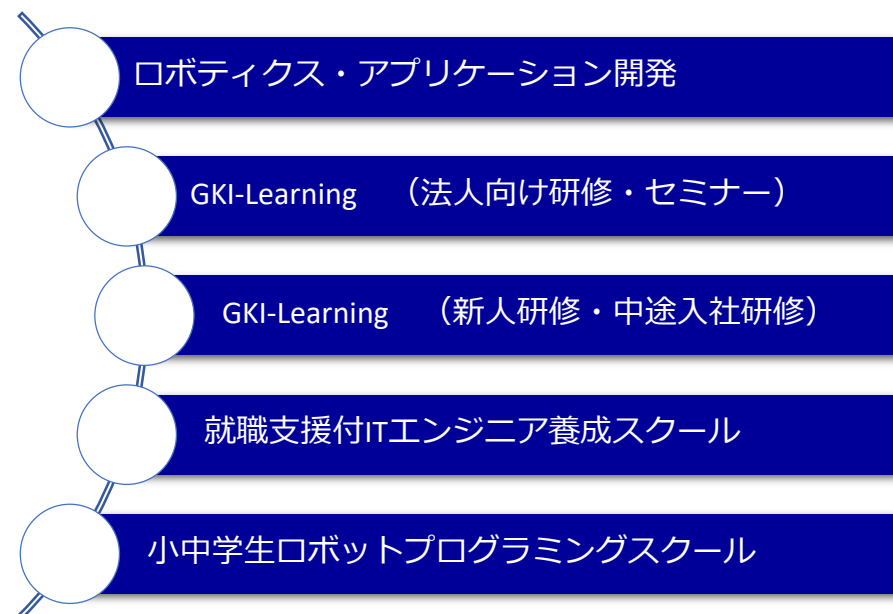 ロボティクス・アプリケーション開発
GKI-Learning （法人向け研修・セミナー）
GKI-Learning （新人研修・中途入社研修）
就職支援付ITエンジニア養成スクール
小中学生ロボットプログラミングスクール